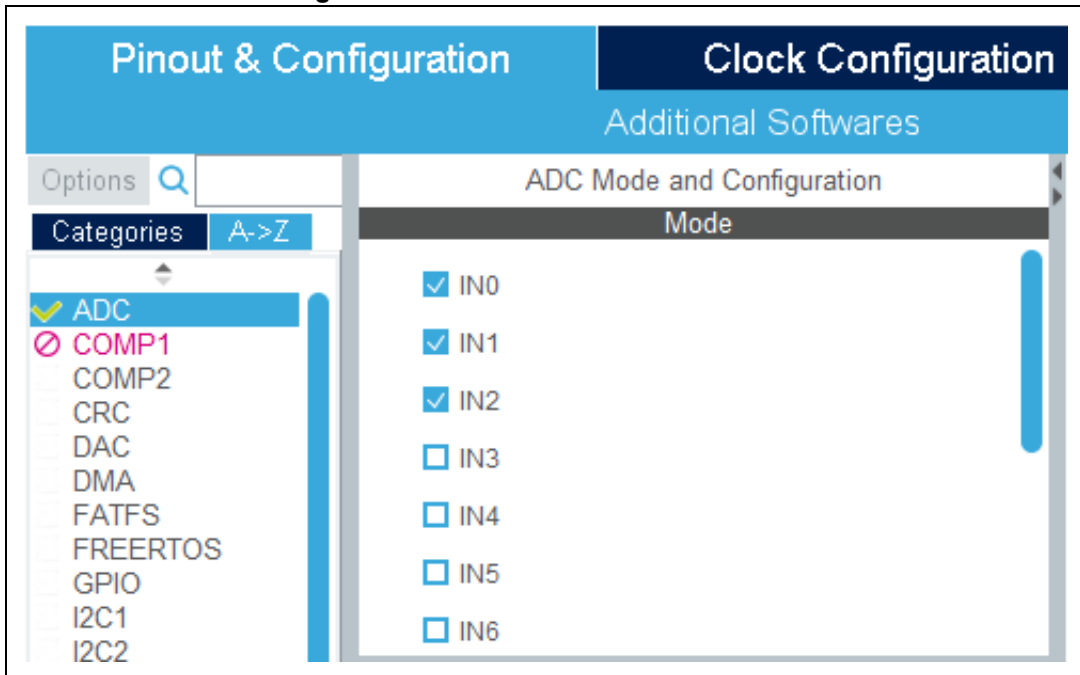 Pinout & Configuration
Clock Configuration
Additional Softwares
Options
ADC Mode and Configuration
Categories
A->Z
Mode
ADC
COMP1
COMP2
CRC
DAC
DMA
FATFS
FREERTOS
GPIO
I2C1
I2C2
IN0
IN1
IN2
IN3
IN4
IN5
IN6